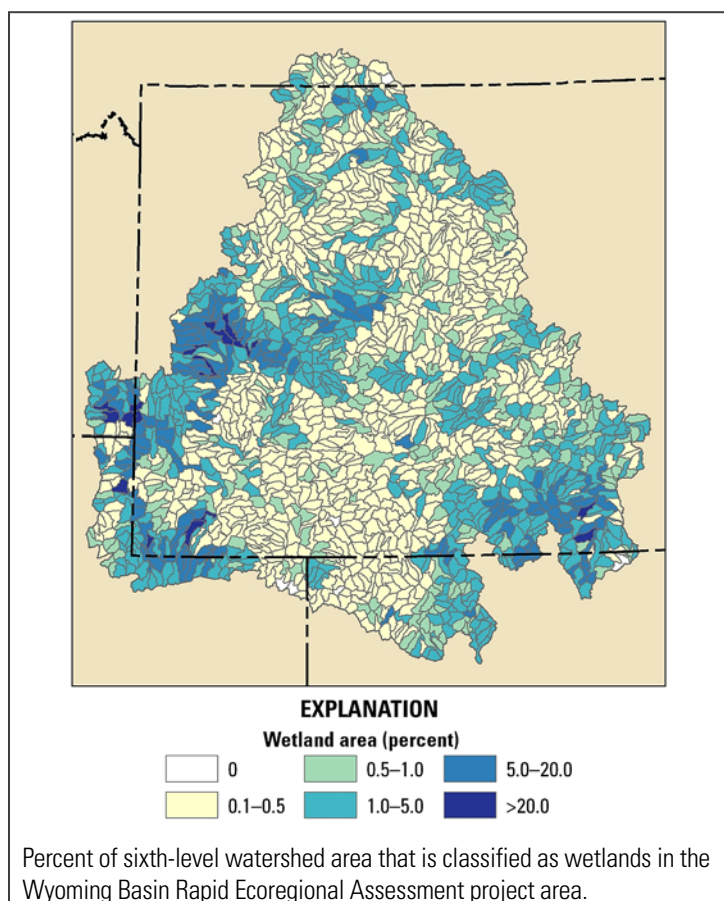 EXPLANATION
Wetland area (percent)
0 0.5–1.0 5.0–20.0
0.1–0.5 1.0–5.0 >20.0
Percent of sixth-level watershed area that is classified as wetlands in the
Wyoming Basin Rapid Ecoregional Assessment project area.